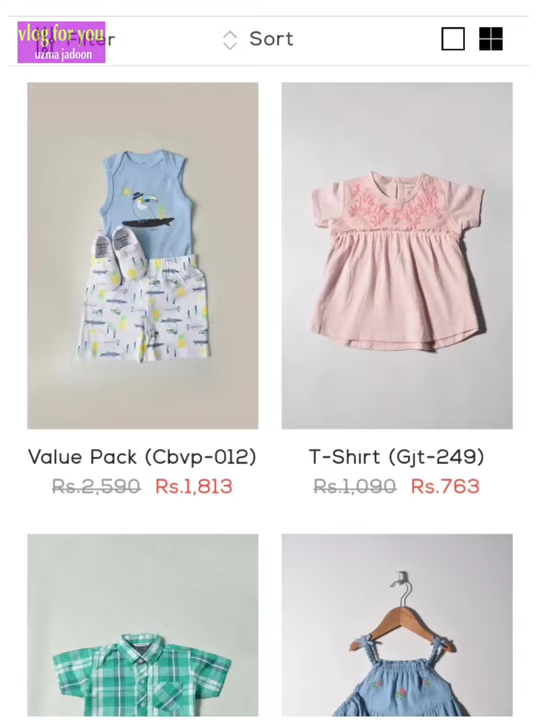 vlog for you
uzma jadoon
Filter
Sort
Value Pack (Cbvp-012)
Rs.2,590 Rs.1,813
T-Shirt (Gjt-249)
Rs.1,090 Rs.763